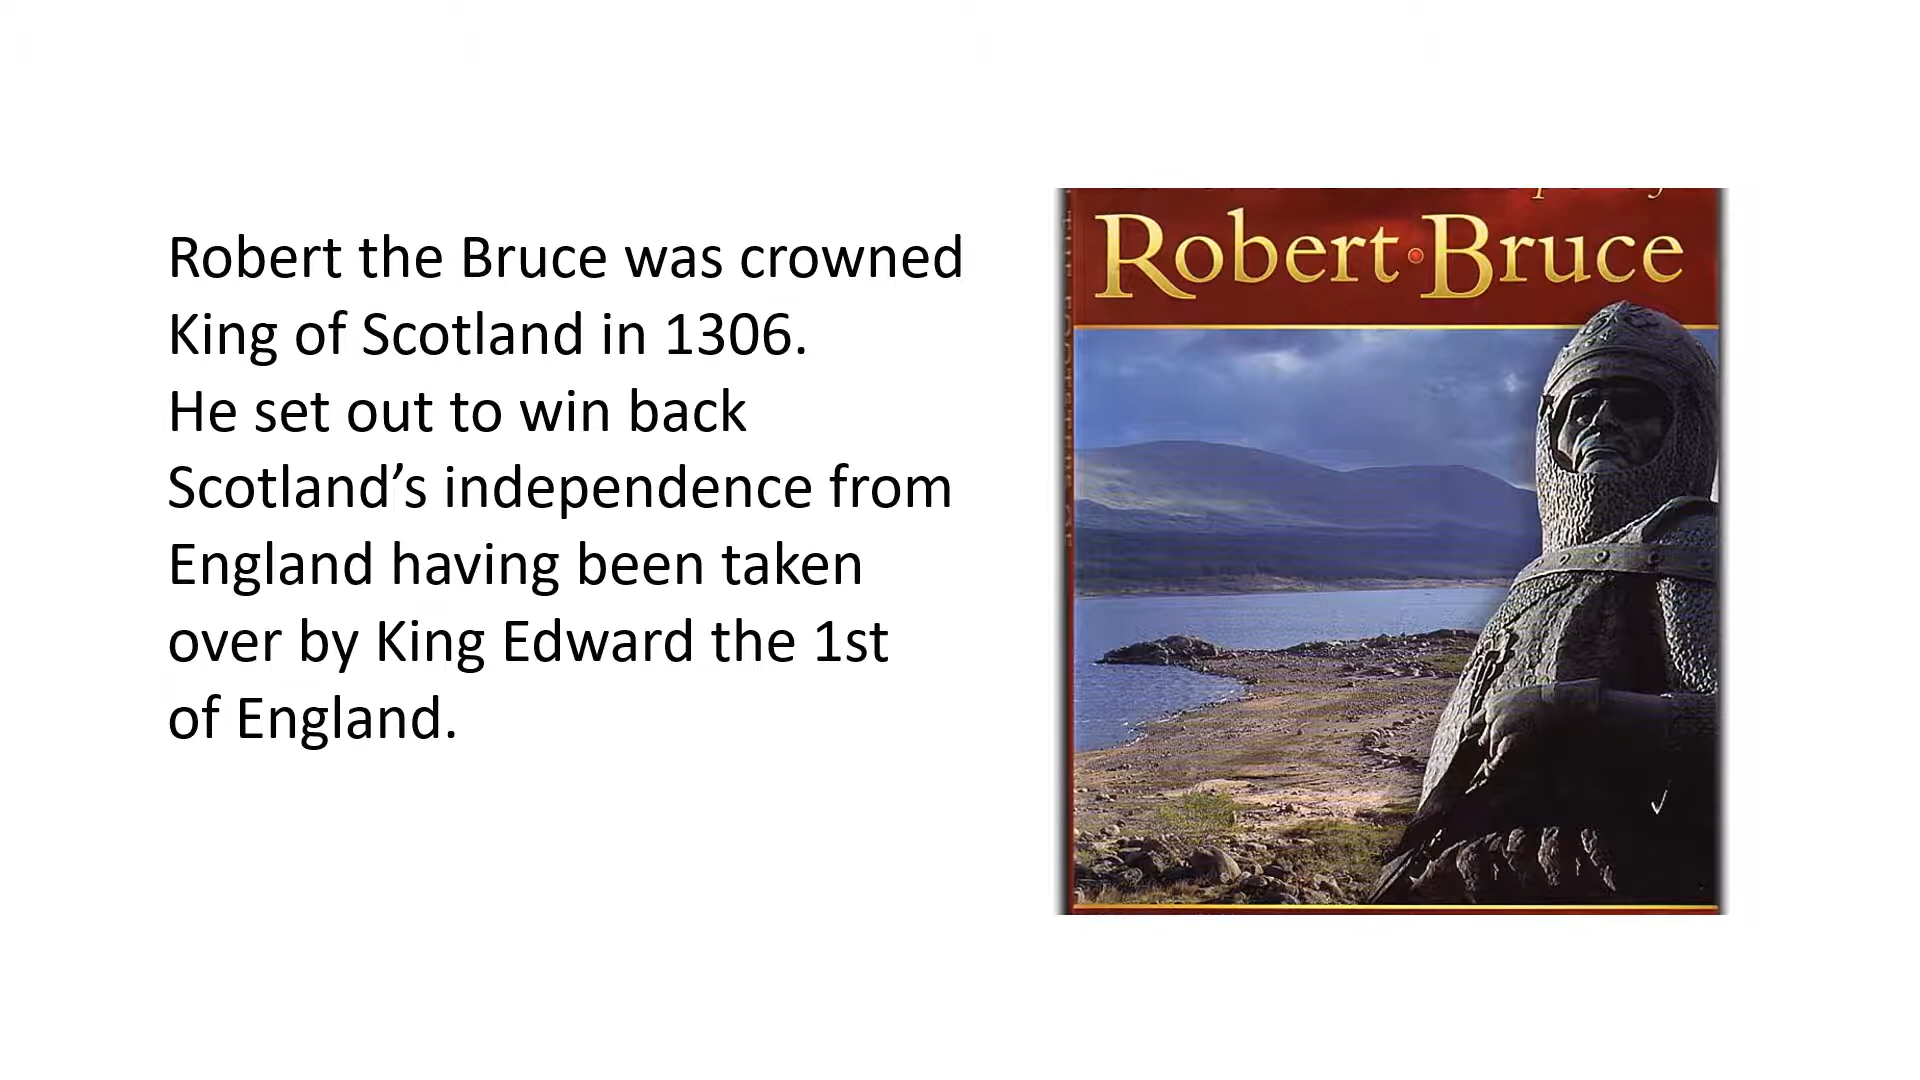 Robert the Bruce was crowned
King of Scotland in 1306.
He set out to win back
Scotland’s independence from
England having been taken
over by King Edward the 1st
of England.
Robert•Bruce